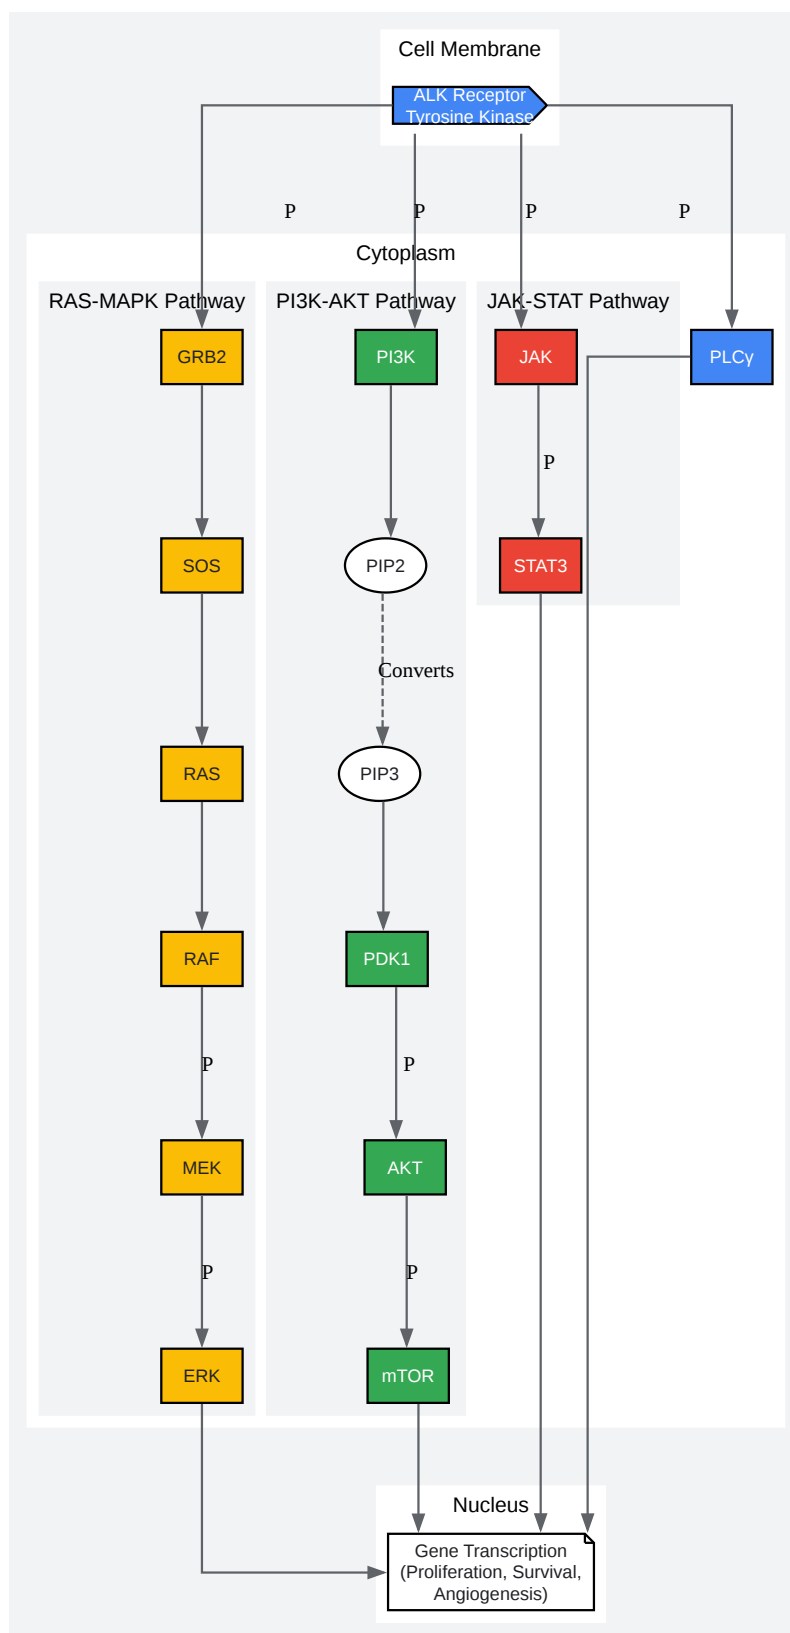 Cell Membrane
ALK Receptor
Tyrosine Kinase
P
P
P
P
Cytoplasm
RAS-MAPK Pathway
PI3K-AKT Pathway
JAK-STAT Pathway
GRB2
PI3K
JAK
PLCγ
P
SOS
PIP2
STAT3
Converts
RAS
PIP3
RAF
PDK1
P
P
MEK
AKT
P
P
ERK
mTOR
Nucleus
Gene Transcription
(Proliferation, Survival,
Angiogenesis)